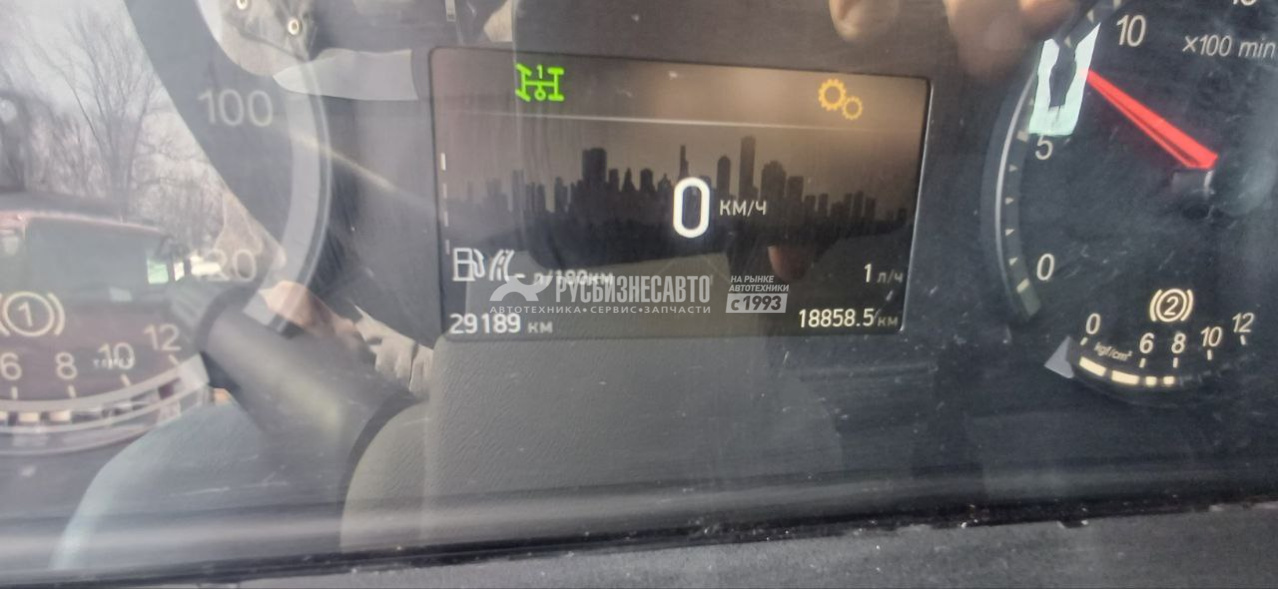 10
x100 min
100
5
0 км/ч
0
1 л/ч
- л/100км
РУСБИЗНЕСАВТО
НА РЫНКЕ
АВТОТЕХНИКИ
с 1993
АВТОТЕХНИКА • СЕРВИС • ЗАПЧАСТИ
29189 км
18858.5 км
(1)
6 8 10 12
(2)
0 6 8 10 12
kgf/cm²